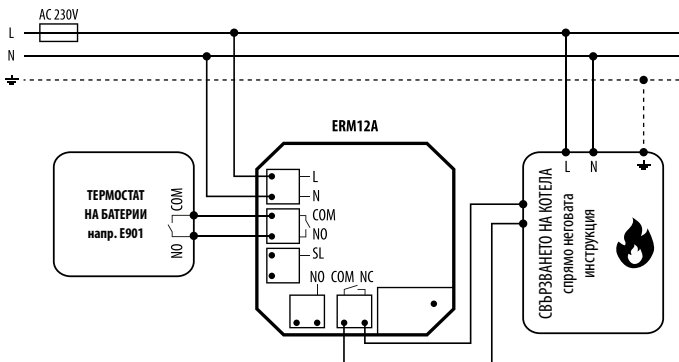 AC 230V
L
N
ERM12A
ТЕРМОСТАТ
НА БАТЕРИИ
напр. E901
COM
NO
L
N
COM
NO
SL
NO COM NC
L N
СВЪРЗВАНЕТО НА КОТЕЛА
спрямо неговата
инструкция